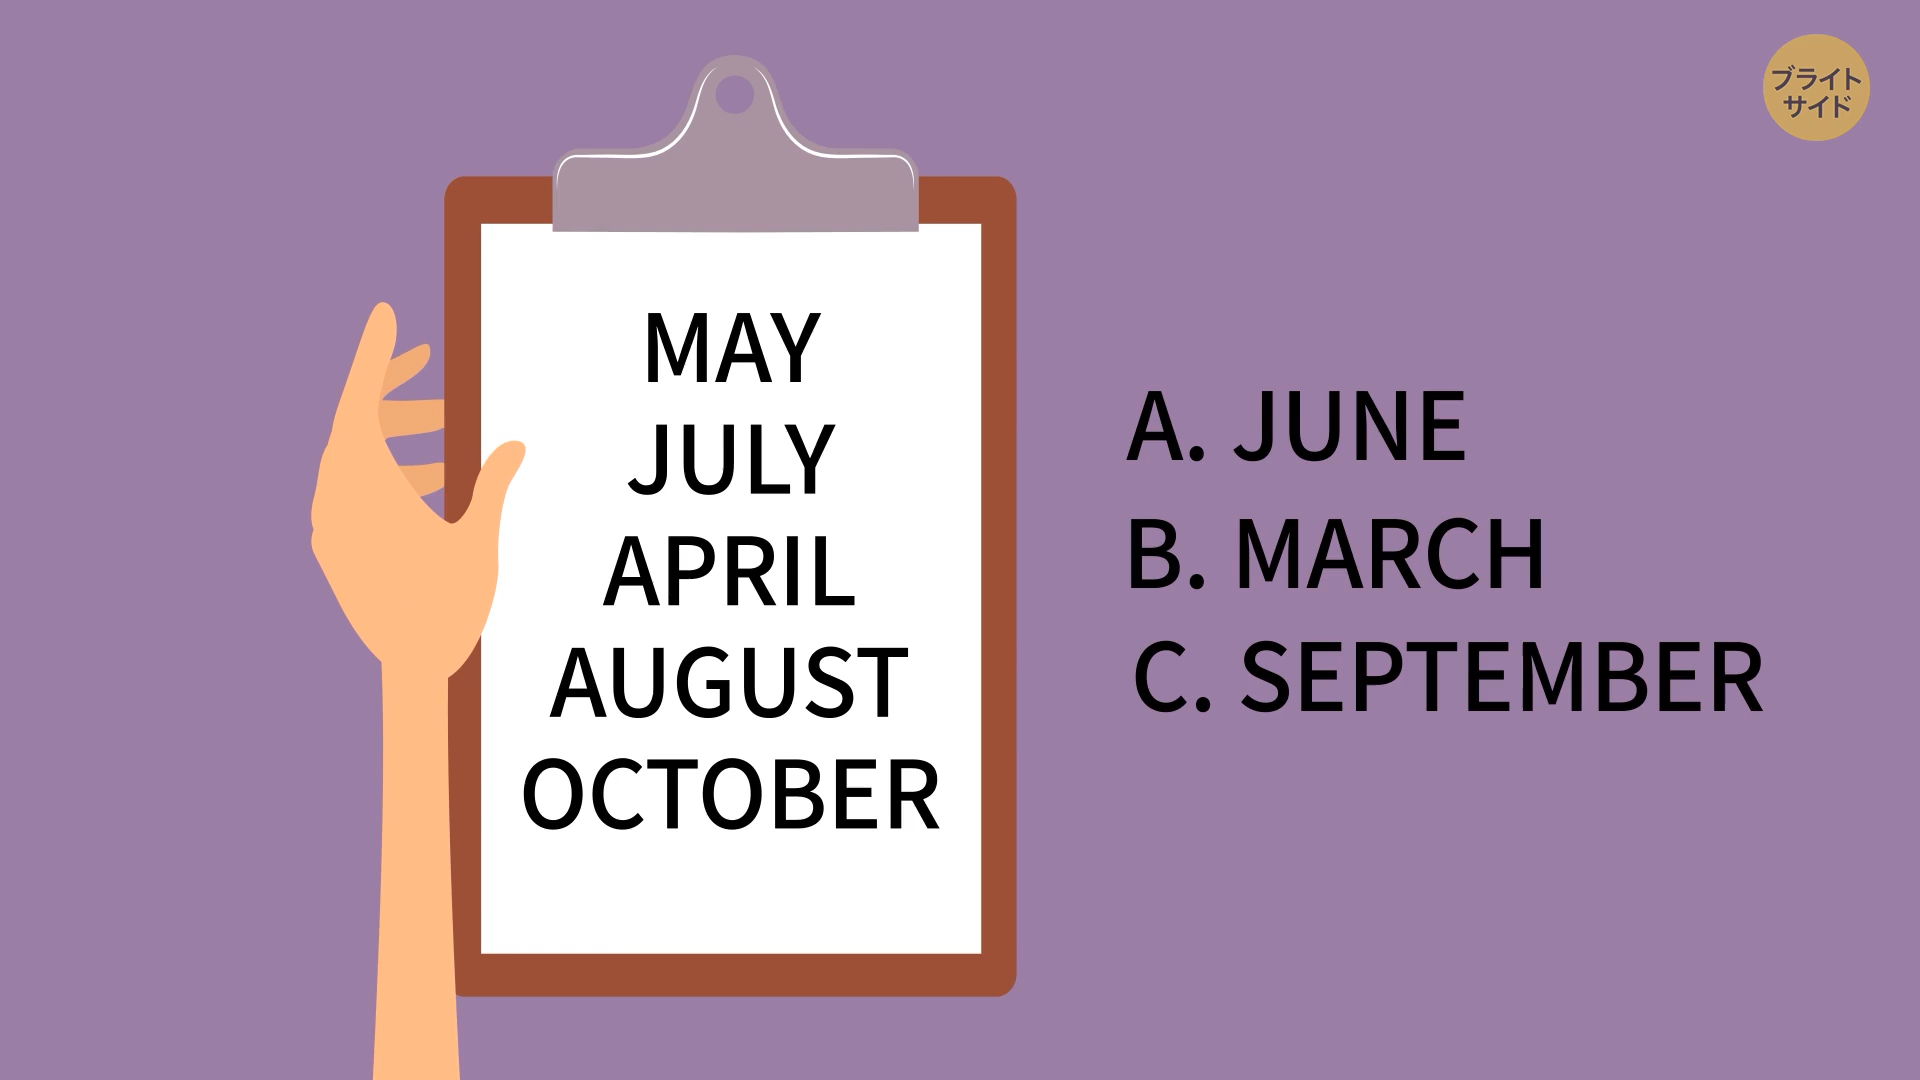 ブライト
サイド
MAY
JULY
APRIL
AUGUST
OCTOBER
A. JUNE
B. MARCH
C. SEPTEMBER